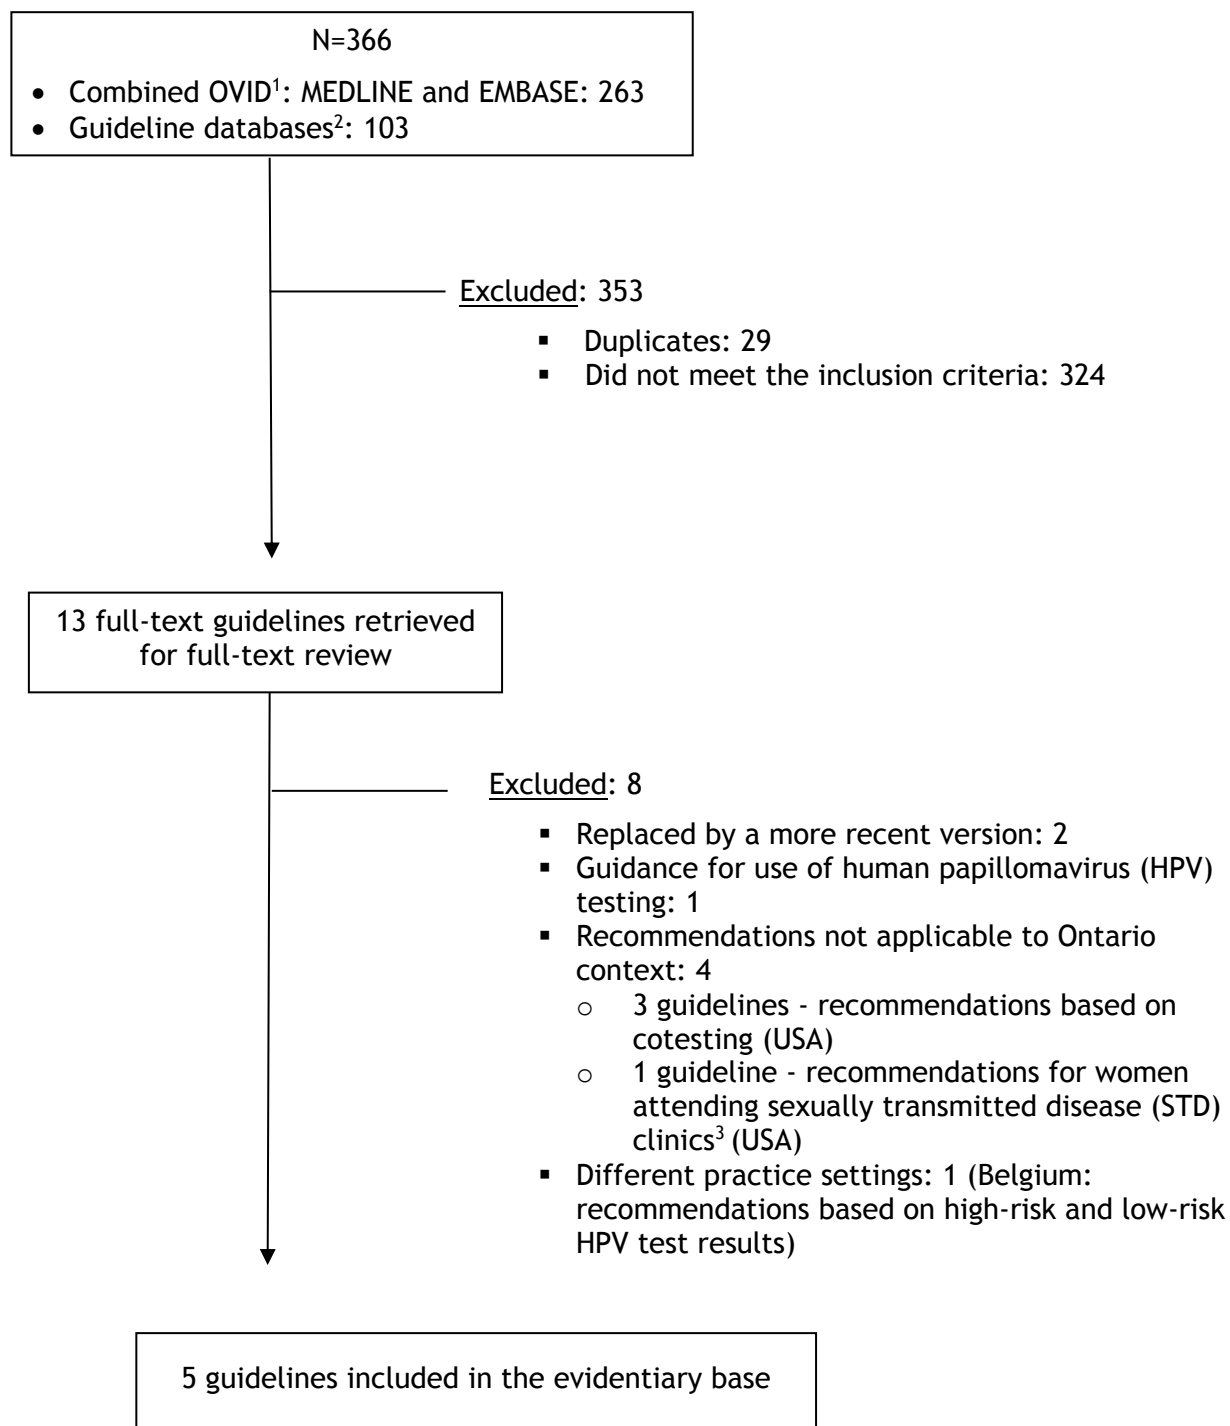 N=366
• Combined OVID¹: MEDLINE and EMBASE: 263
• Guideline databases²: 103
Excluded: 353
▪ Duplicates: 29
▪ Did not meet the inclusion criteria: 324
13 full-text guidelines retrieved
for full-text review
Excluded: 8
▪ Replaced by a more recent version: 2
▪ Guidance for use of human papillomavirus (HPV)
testing: 1
▪ Recommendations not applicable to Ontario
context: 4
o 3 guidelines - recommendations based on
cotesting (USA)
o 1 guideline - recommendations for women
attending sexually transmitted disease (STD)
clinics³ (USA)
▪ Different practice settings: 1 (Belgium:
recommendations based on high-risk and low-risk
HPV test results)
5 guidelines included in the evidentiary base